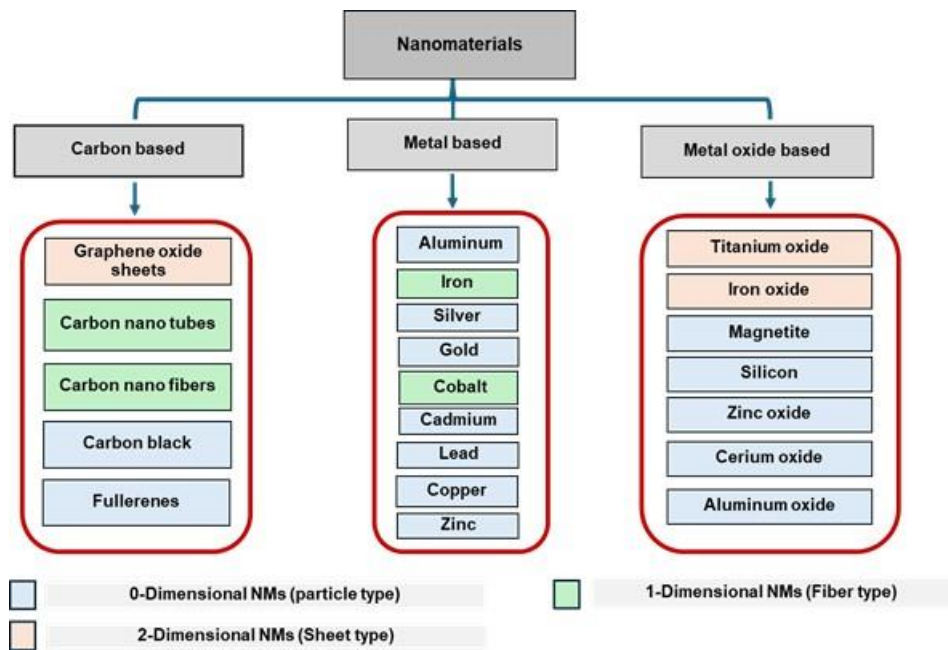 Nanomaterials
Carbon based
Metal based
Metal oxide based
Graphene oxide
sheets
Carbon nano tubes
Carbon nano fibers
Carbon black
Fullerenes
Aluminum
Iron
Silver
Gold
Cobalt
Cadmium
Lead
Copper
Zinc
Titanium oxide
Iron oxide
Magnetite
Silicon
Zinc oxide
Cerium oxide
Aluminum oxide
0-Dimensional NMs (particle type)
1-Dimensional NMs (Fiber type)
2-Dimensional NMs (Sheet type)